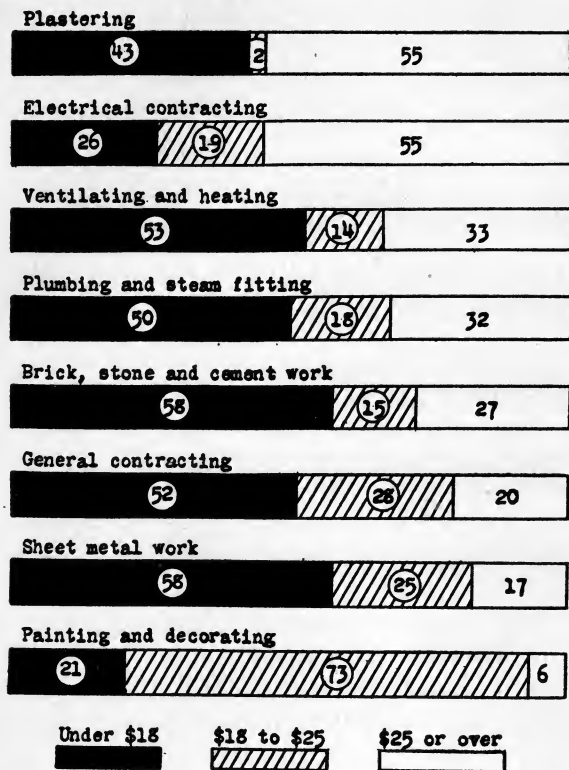 Plastering
43 2 55
Electrical contracting
26 19 55
Ventilating and heating
53 14 33
Plumbing and steam fitting
50 18 32
Brick, stone and cement work
58 15 27
General contracting
52 28 20
Sheet metal work
58 25 17
Painting and decorating
21 73 6
Under $18 $18 to $25 $25 or over